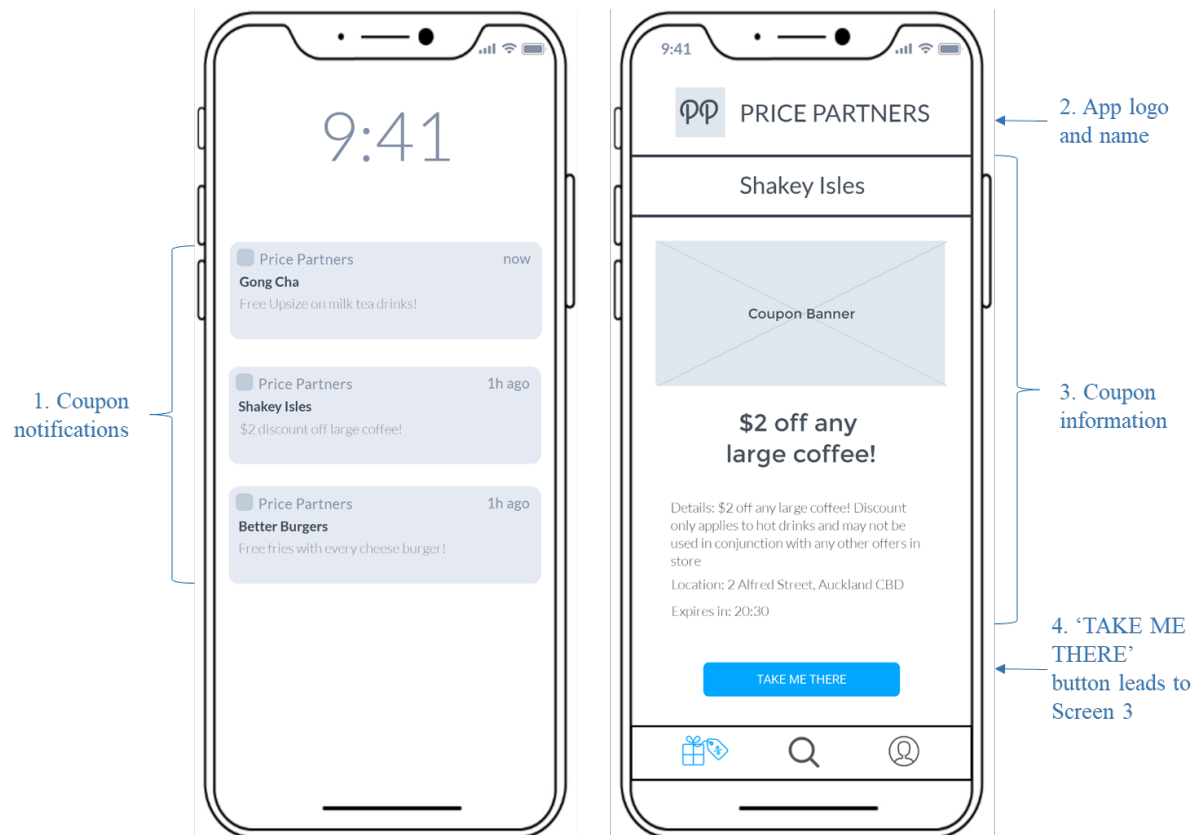 9:41
Price Partners now
Gong Cha
Free Upsize on milk tea drinks!
Price Partners 1h ago
Shakey Isles
$2 discount off large coffee!
Price Partners 1h ago
Better Burgers
Free fries with every cheese burger!
1. Coupon
notifications
9:41
PP PRICE PARTNERS
Shakey Isles
Coupon Banner
$2 off any
large coffee!
Details: $2 off any large coffee! Discount
only applies to hot drinks and may not be
used in conjunction with any other offers in
store
Location: 2 Alfred Street, Auckland CBD
Expires in: 20:30
TAKE ME THERE
2. App logo
and name
3. Coupon
information
4. ‘TAKE ME
THERE’
button leads to
Screen 3